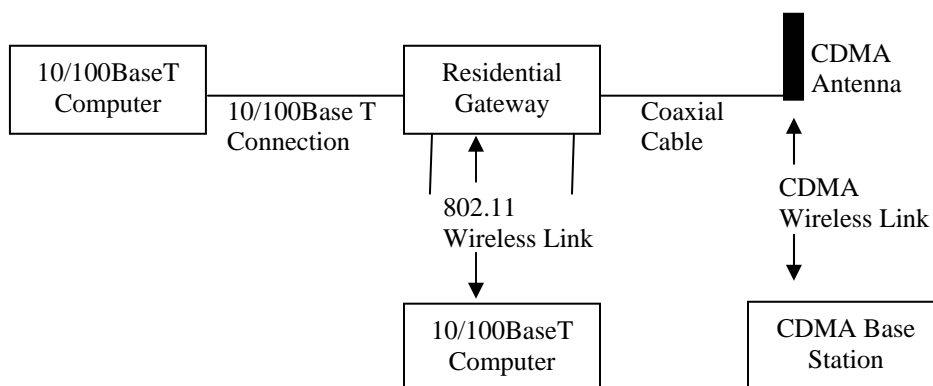 10/100BaseT
Computer
10/100Base T
Connection
Residential
Gateway
Coaxial
Cable
CDMA
Antenna
802.11
Wireless Link
CDMA
Wireless Link
10/100BaseT
Computer
CDMA Base
Station